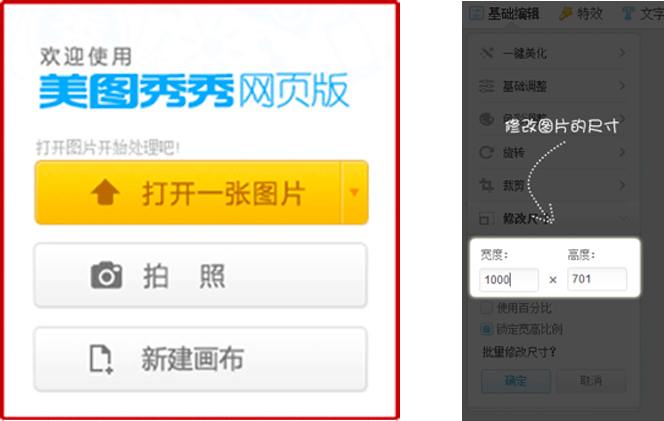 欢迎使用
美图秀秀网页版
打开图片开始处理吧!
打开一张图片
拍 照
新建画布
基础编辑 特效 文字
一键美化
基础调整
色彩调整
修改图片的尺寸
旋转
裁剪
修改尺寸
宽度: 高度:
1000 × 701
使用百分比
锁定宽高比例
批量修改尺寸?
确定 取消